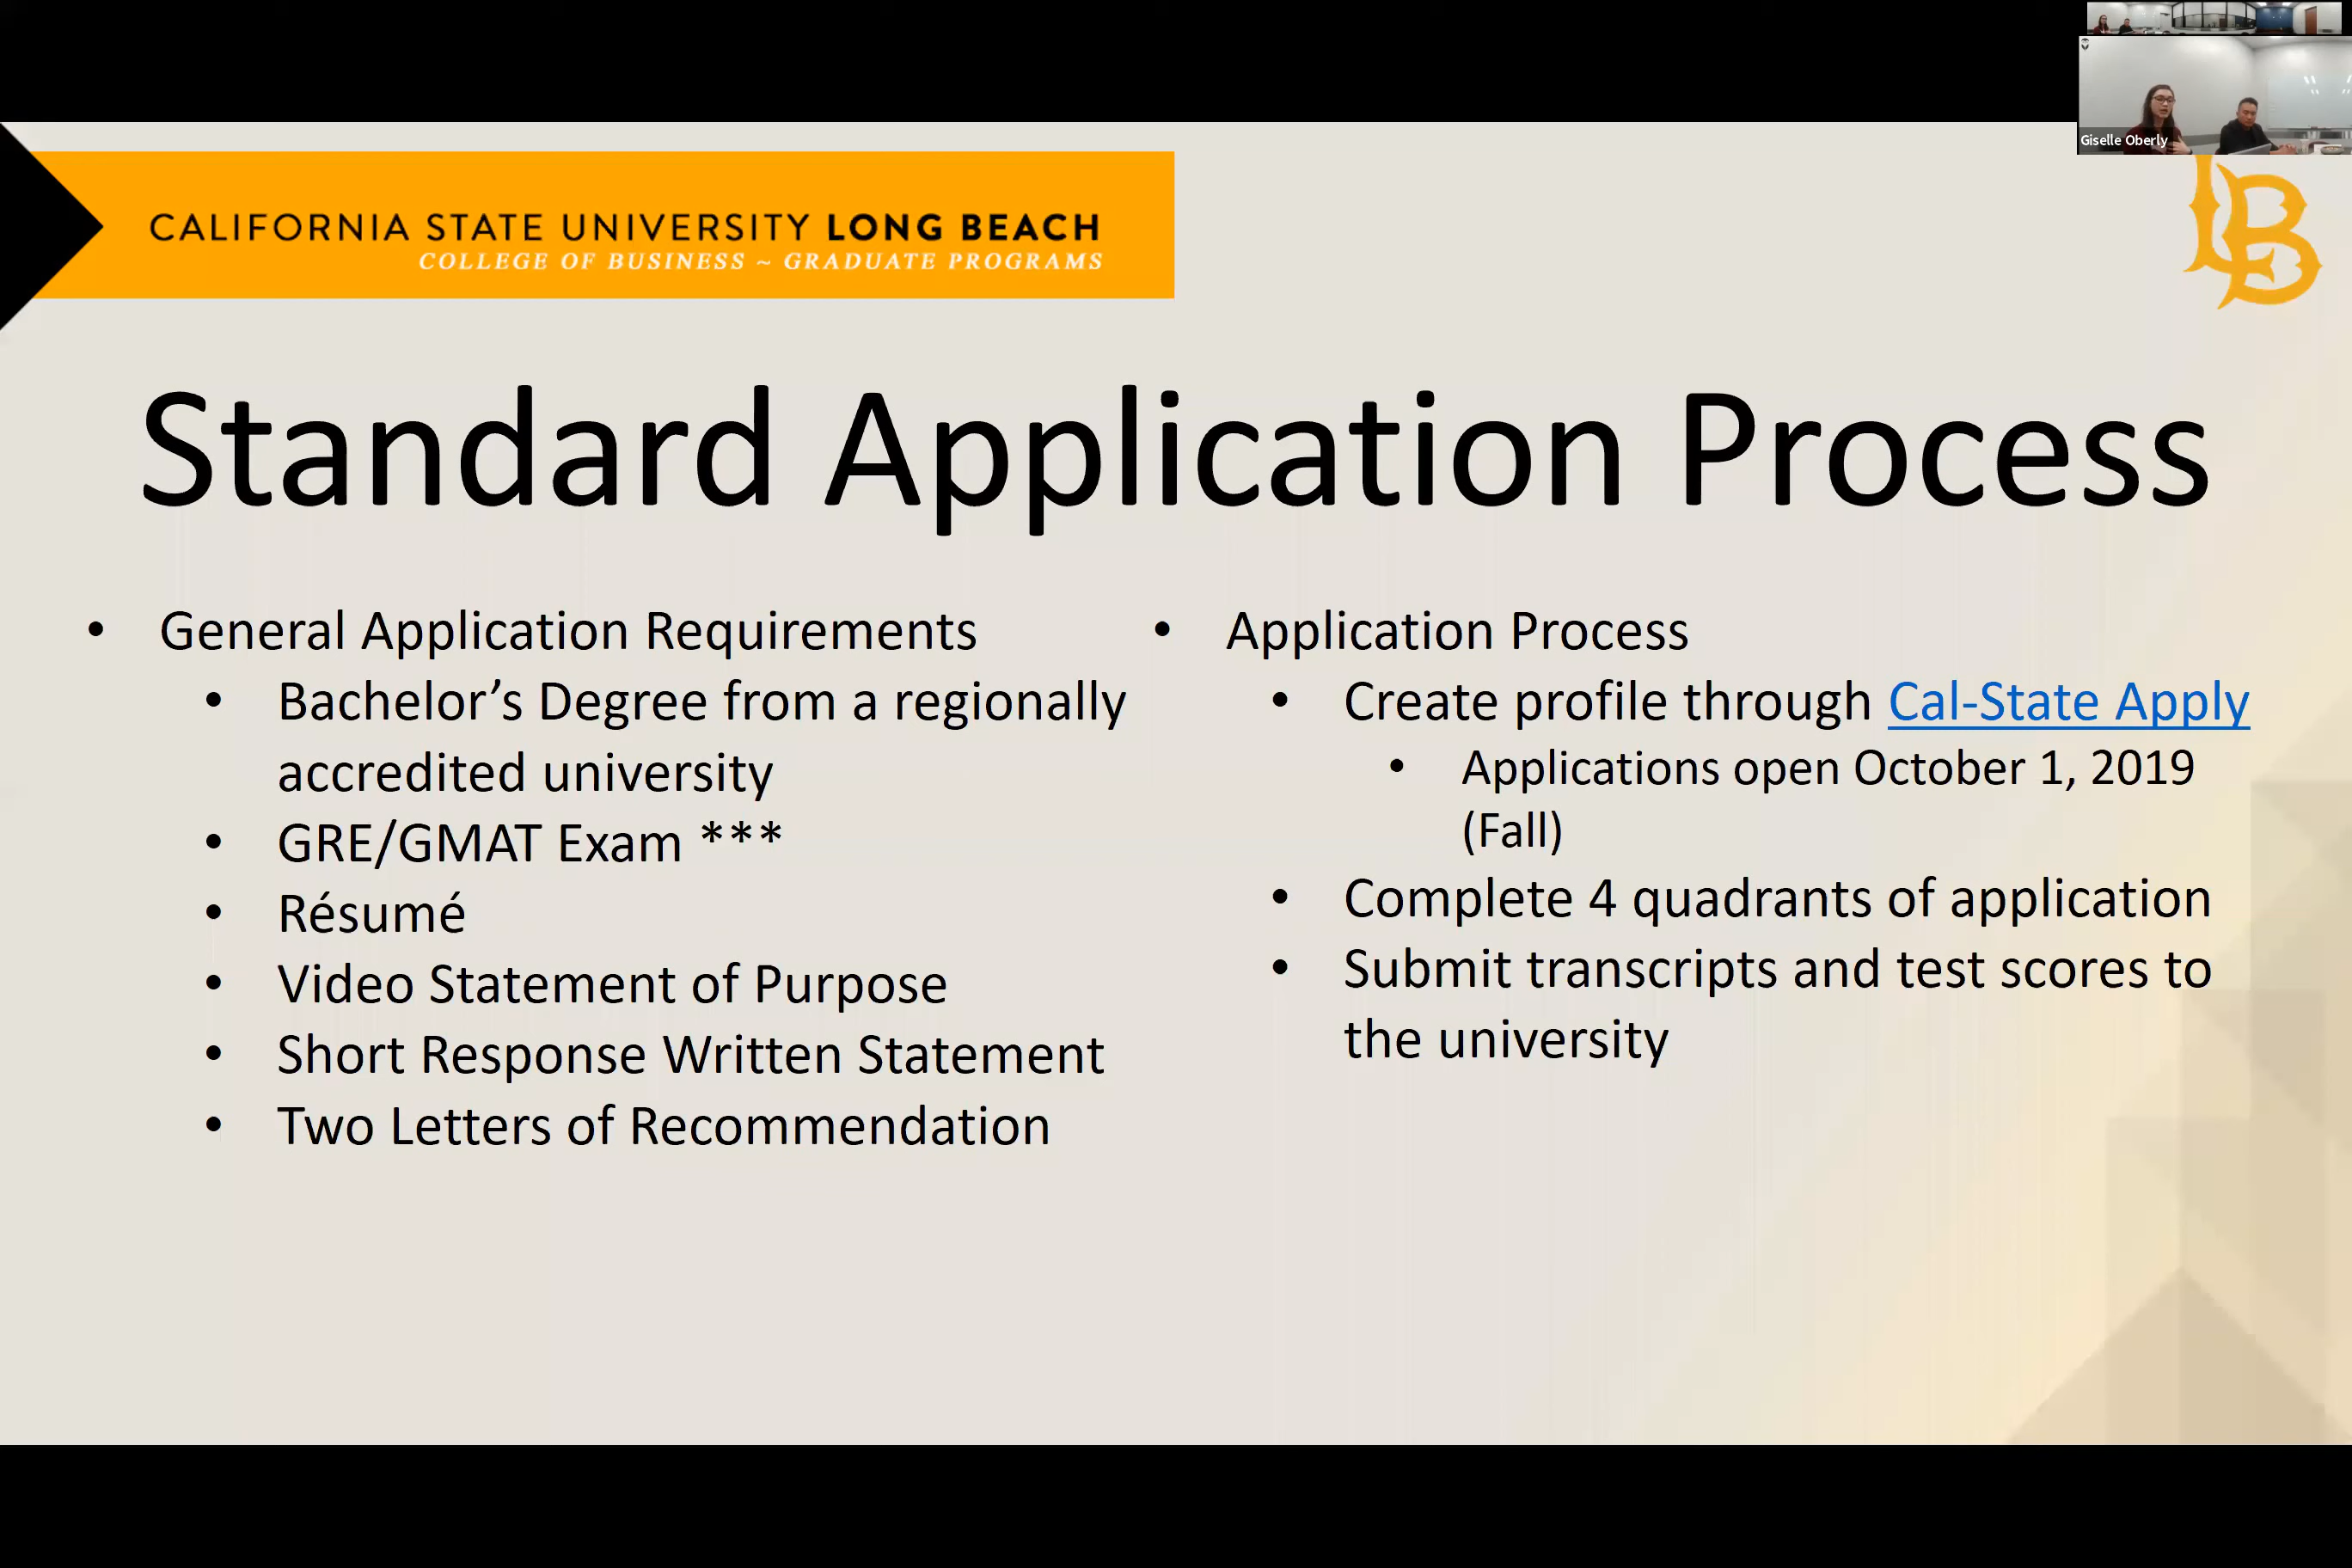 Giselle Oberly
CALIFORNIA STATE UNIVERSITY LONG BEACH
COLLEGE OF BUSINESS ~ GRADUATE PROGRAMS
LB
Standard Application Process
• General Application Requirements
• Bachelor’s Degree from a regionally
accredited university
• GRE/GMAT Exam ***
• Résumé
• Video Statement of Purpose
• Short Response Written Statement
• Two Letters of Recommendation
• Application Process
• Create profile through Cal-State Apply
• Applications open October 1, 2019
(Fall)
• Complete 4 quadrants of application
• Submit transcripts and test scores to
the university